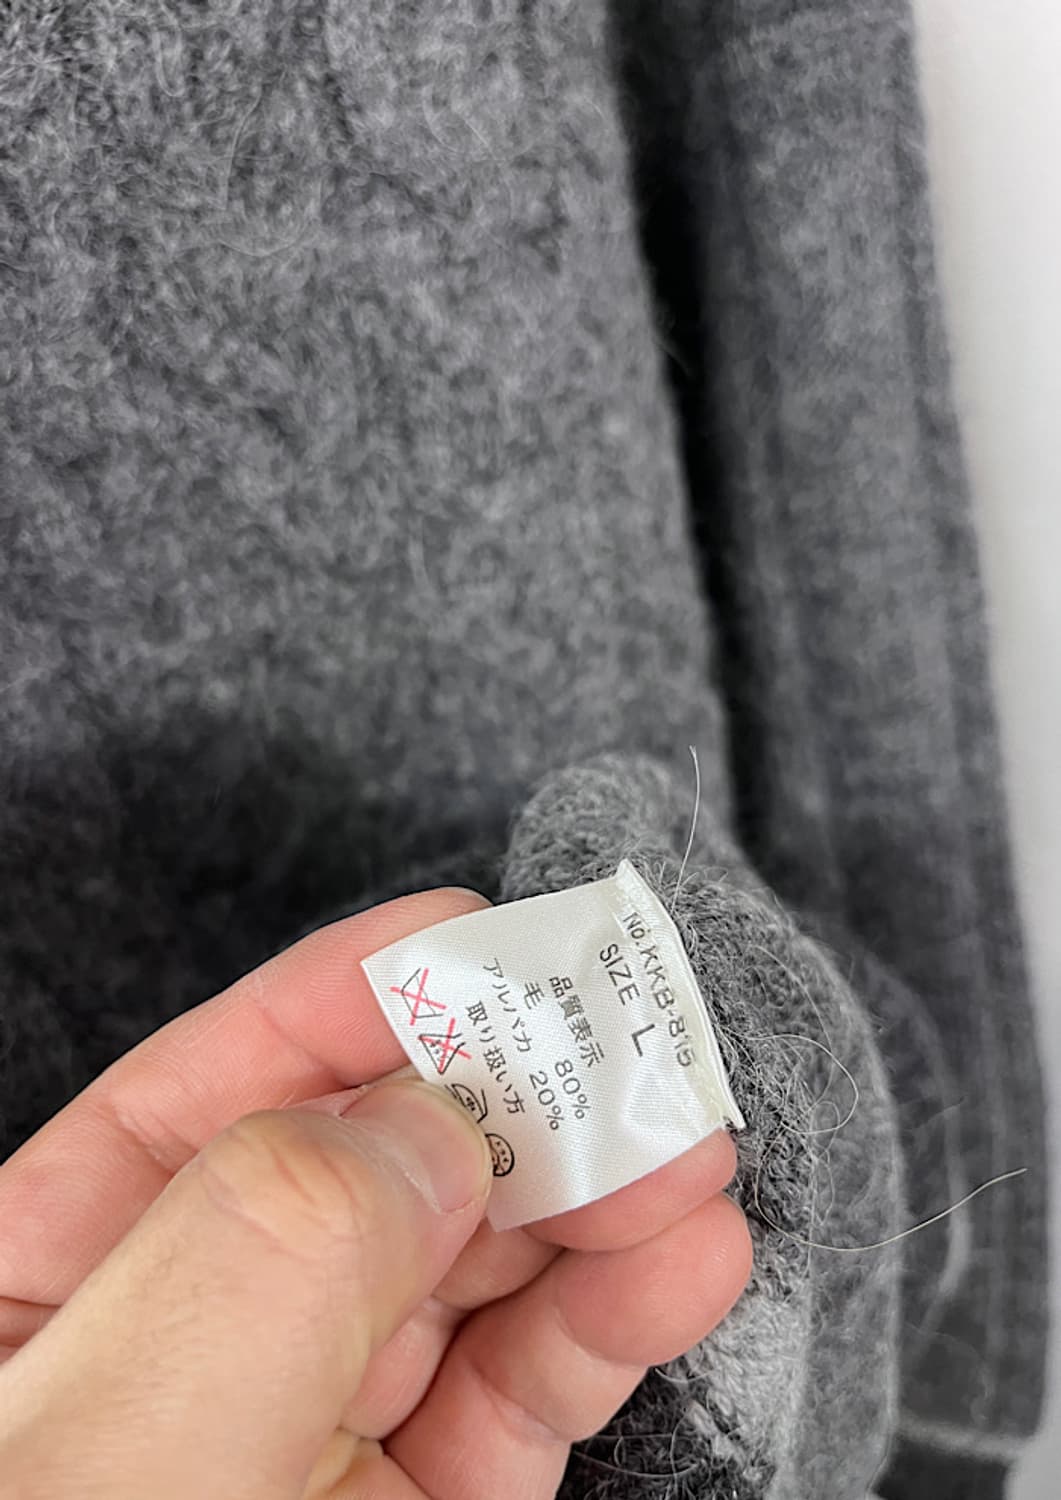 No.KKB-815
SIZE L
品質表示
毛 80%
アルパカ 20%
取り扱い方